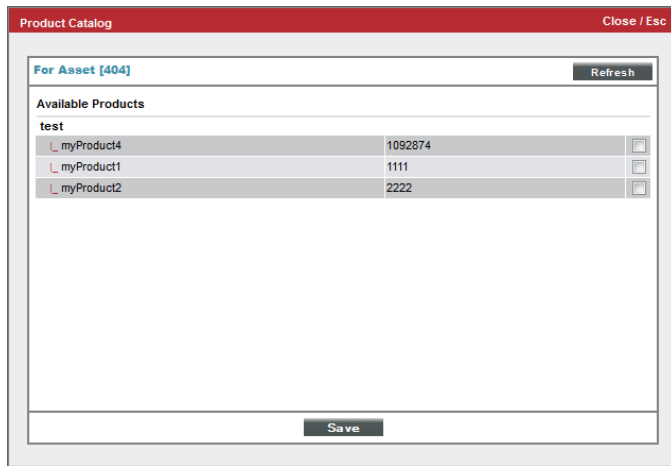 Product Catalog Close / Esc
For Asset [404] Refresh
Available Products
test
|_ myProduct4 1092874
|_ myProduct1 1111
|_ myProduct2 2222
Save